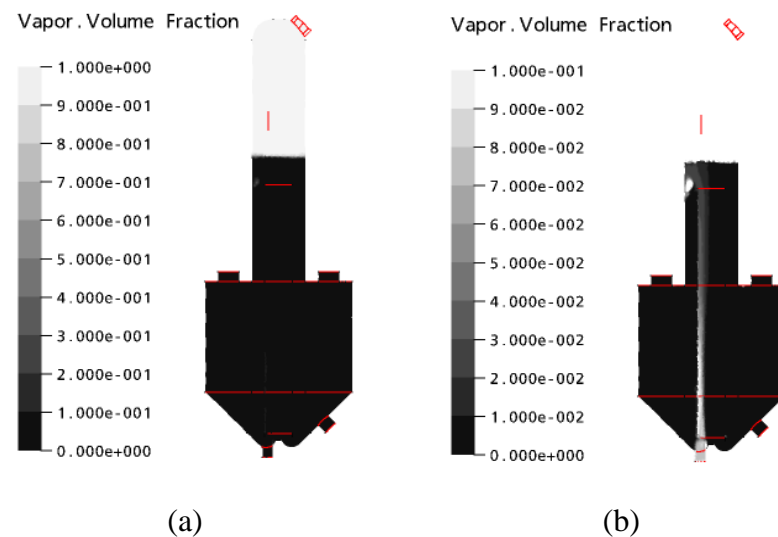 Vapor.Volume Fraction
1.000e+000
9.000e-001
8.000e-001
7.000e-001
6.000e-001
5.000e-001
4.000e-001
3.000e-001
2.000e-001
1.000e-001
0.000e+000
(a)
Vapor.Volume Fraction
1.000e-001
9.000e-002
8.000e-002
7.000e-002
6.000e-002
5.000e-002
4.000e-002
3.000e-002
2.000e-002
1.000e-002
0.000e+000
(b)